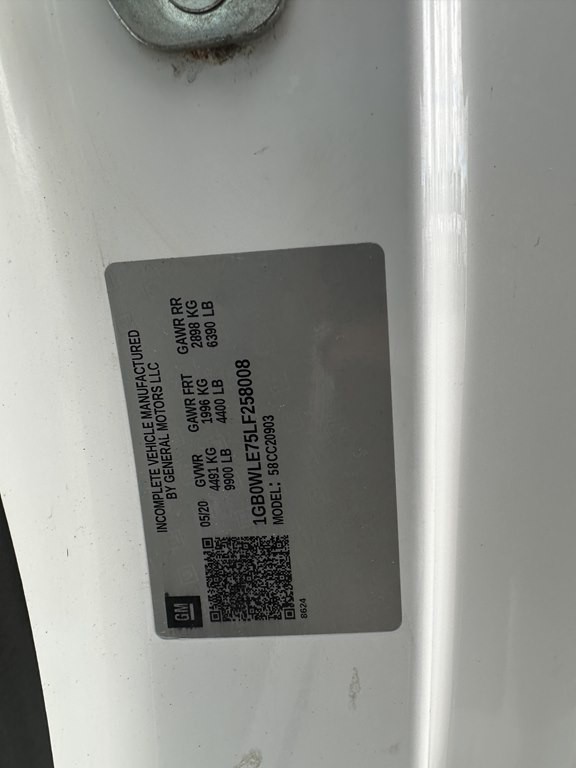 GM
INCOMPLETE VEHICLE MANUFACTURED
BY GENERAL MOTORS LLC
05/20 GVWR GAWR FRT GAWR RR
4491 KG 1996 KG 2898 KG
9900 LB 4400 LB 6390 LB
1GB0WLE75LF258008
MODEL: 58CC20903
8624